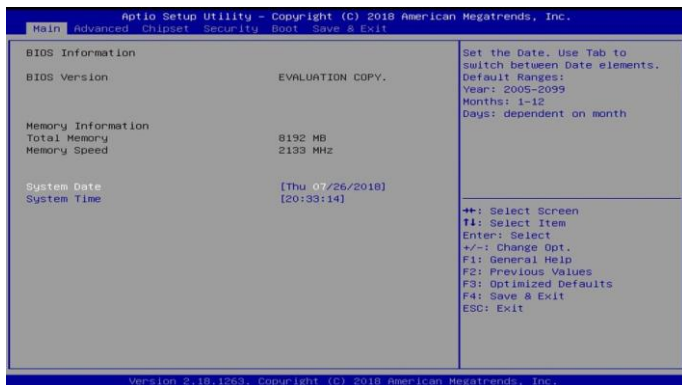 Aptio Setup Utility – Copyright (C) 2018 American Megatrends, Inc.
Main Advanced Chipset Security Boot Save & Exit
BIOS Information
BIOS Version EVALUATION COPY.
Memory Information
Total Memory 8192 MB
Memory Speed 2133 MHz
System Date [Thu 07/26/2018]
System Time [20:33:14]
Set the Date. Use Tab to
switch between Date elements.
Default Ranges:
Year: 2005-2099
Months: 1-12
Days: dependent on month
→←: Select Screen
↑↓: Select Item
Enter: Select
+/-: Change Opt.
F1: General Help
F2: Previous Values
F3: Optimized Defaults
F4: Save & Exit
ESC: Exit
Version 2.18.1263. Copyright (C) 2018 American Megatrends, Inc.